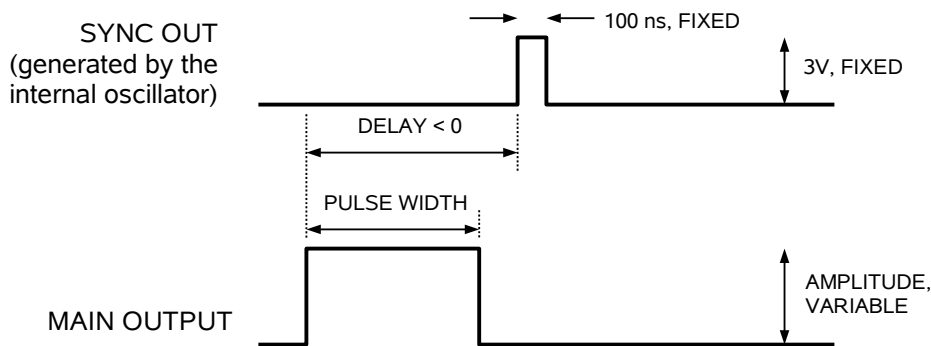 100 ns, FIXED
SYNC OUT
(generated by the
internal oscillator)
3V, FIXED
DELAY < 0
PULSE WIDTH
AMPLITUDE,
VARIABLE
MAIN OUTPUT